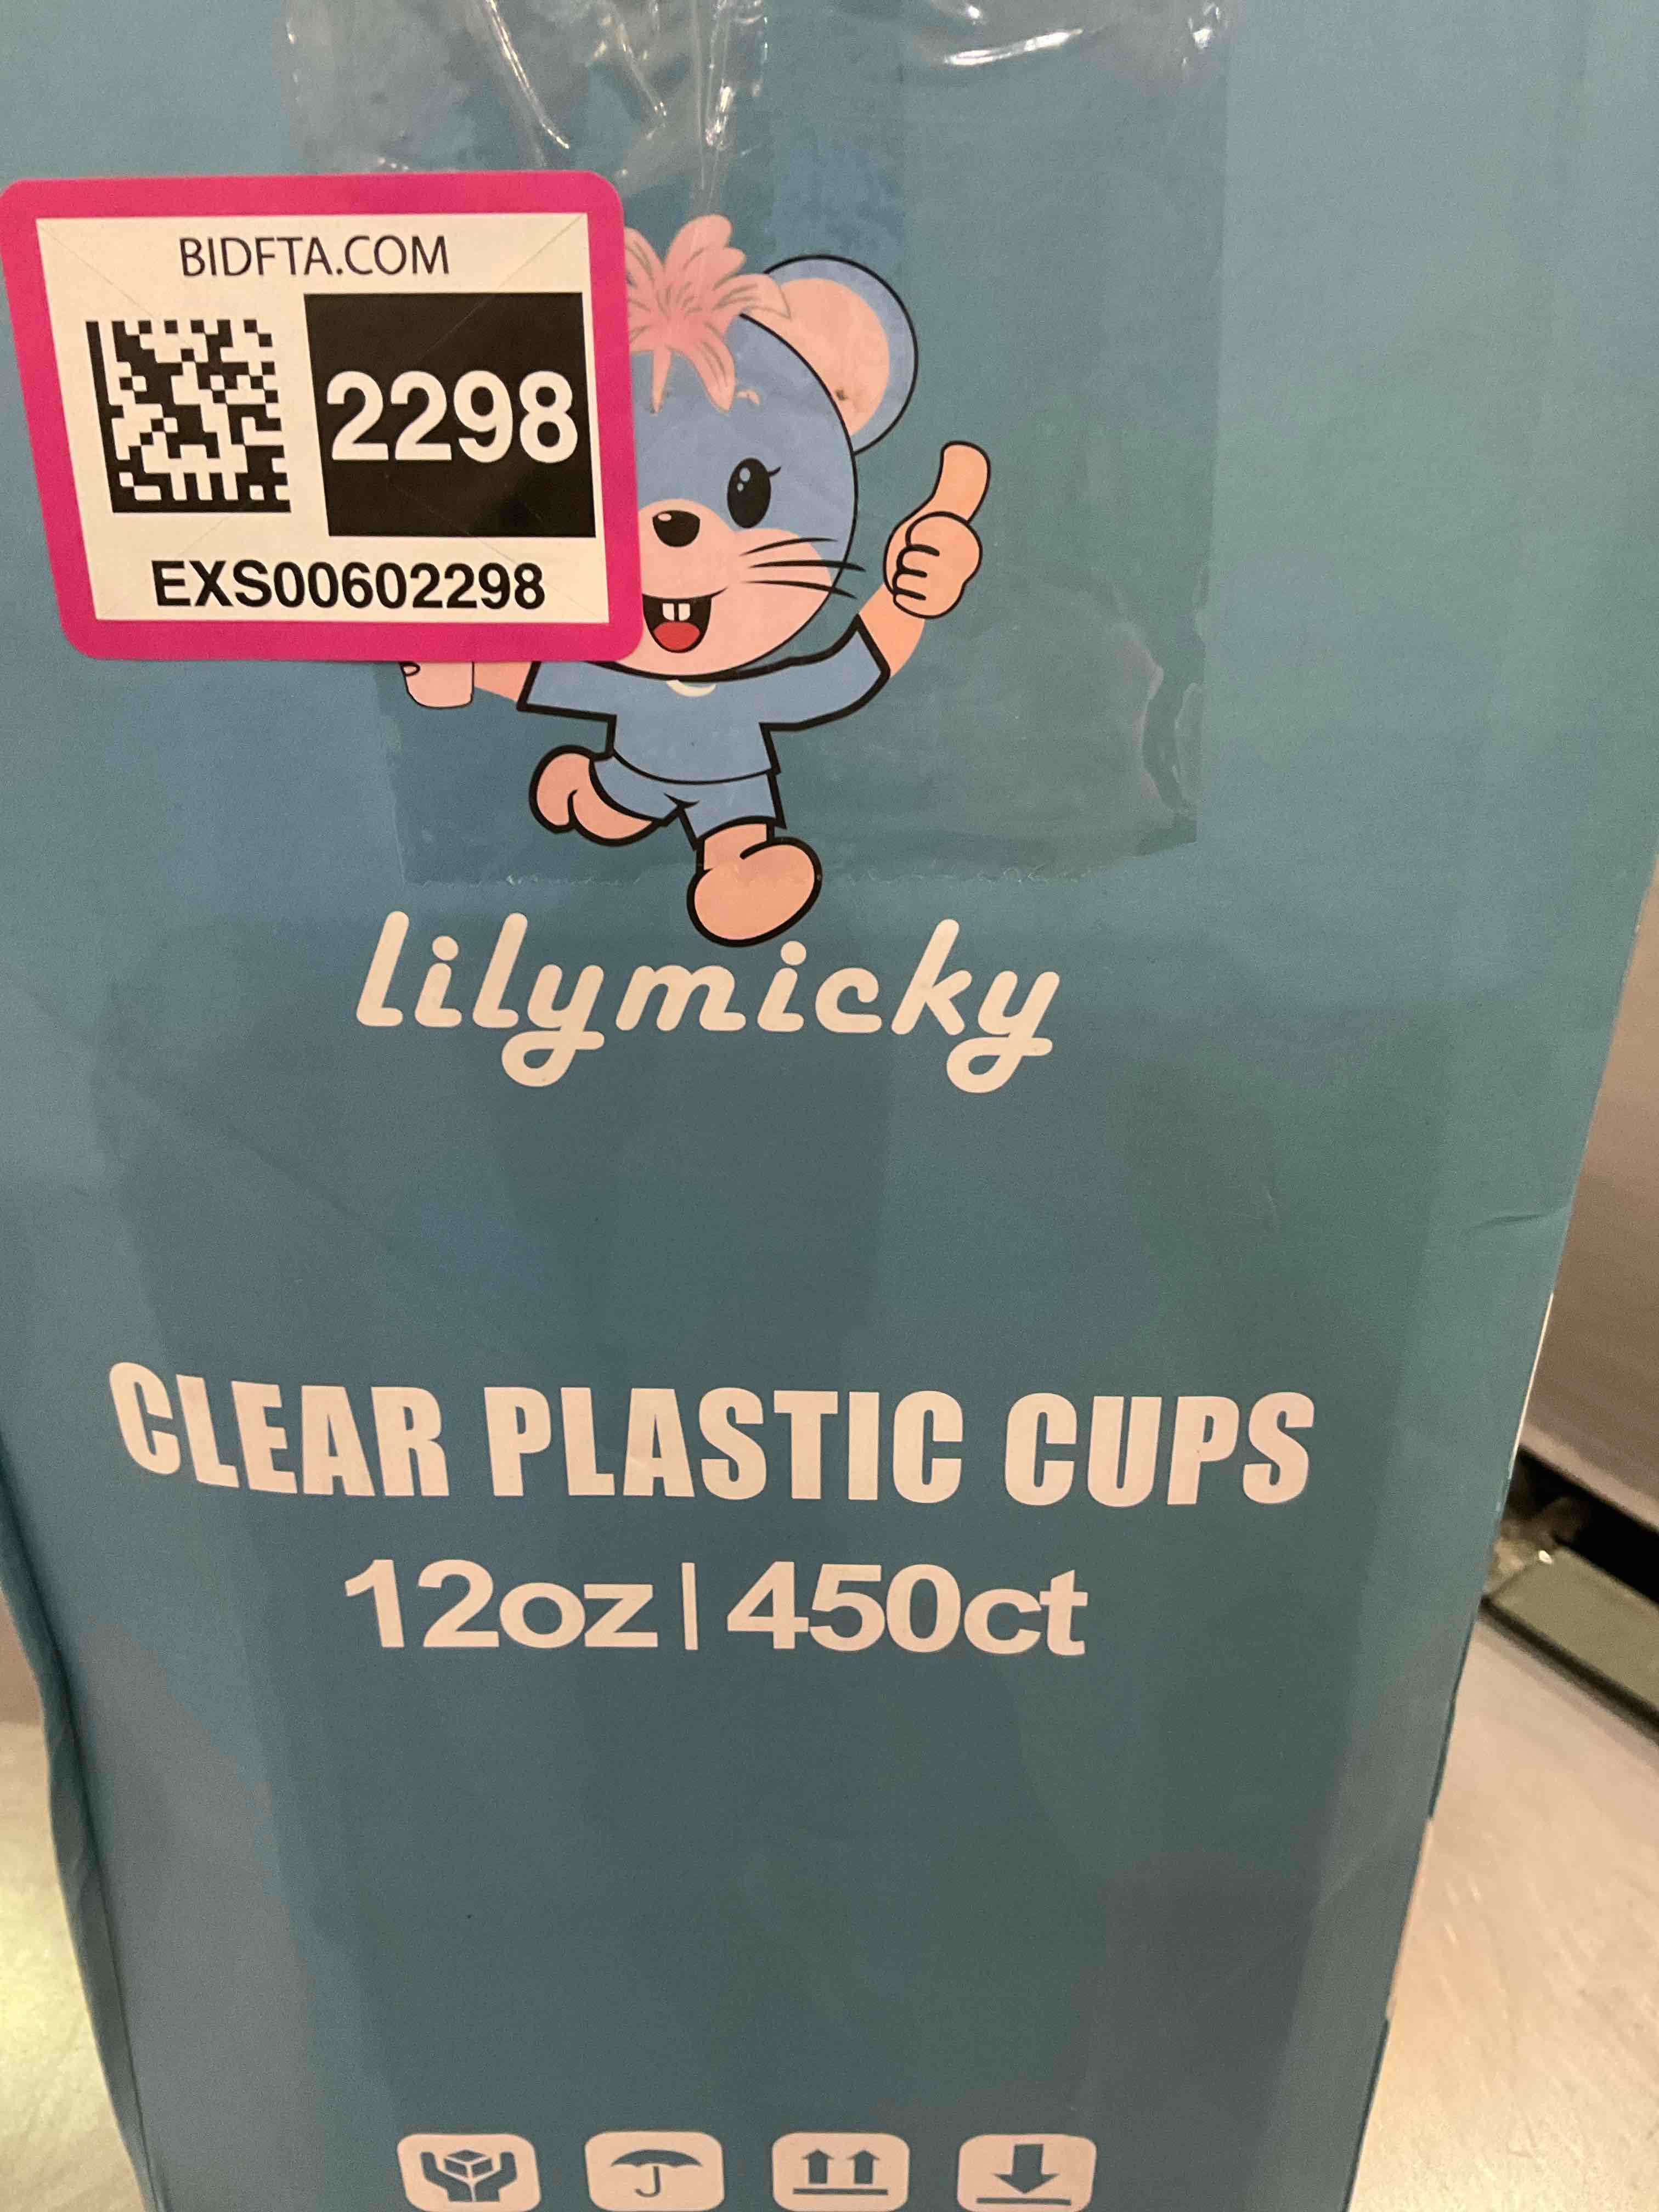 BIDFTA.COM
2298
EXS00602298
lilymicky
CLEAR PLASTIC CUPS
12oz|450ct